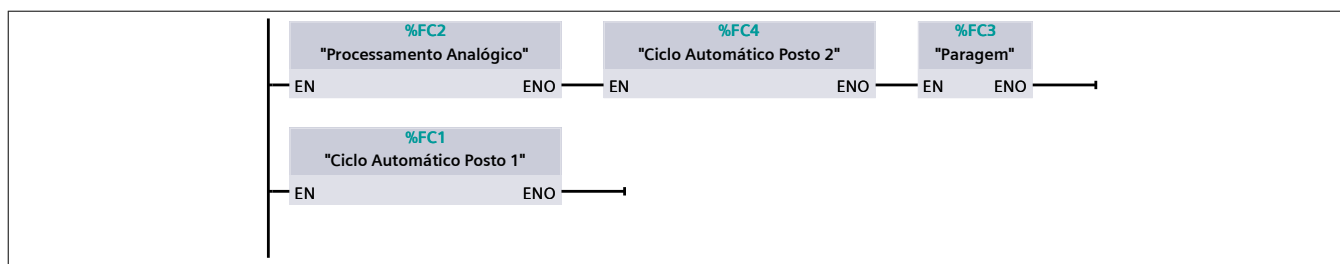 %FC2 %FC4 %FC3
"Processamento Analógico" "Ciclo Automático Posto 2" "Paragem"
EN ENO EN ENO EN ENO
%FC1
"Ciclo Automático Posto 1"
EN ENO